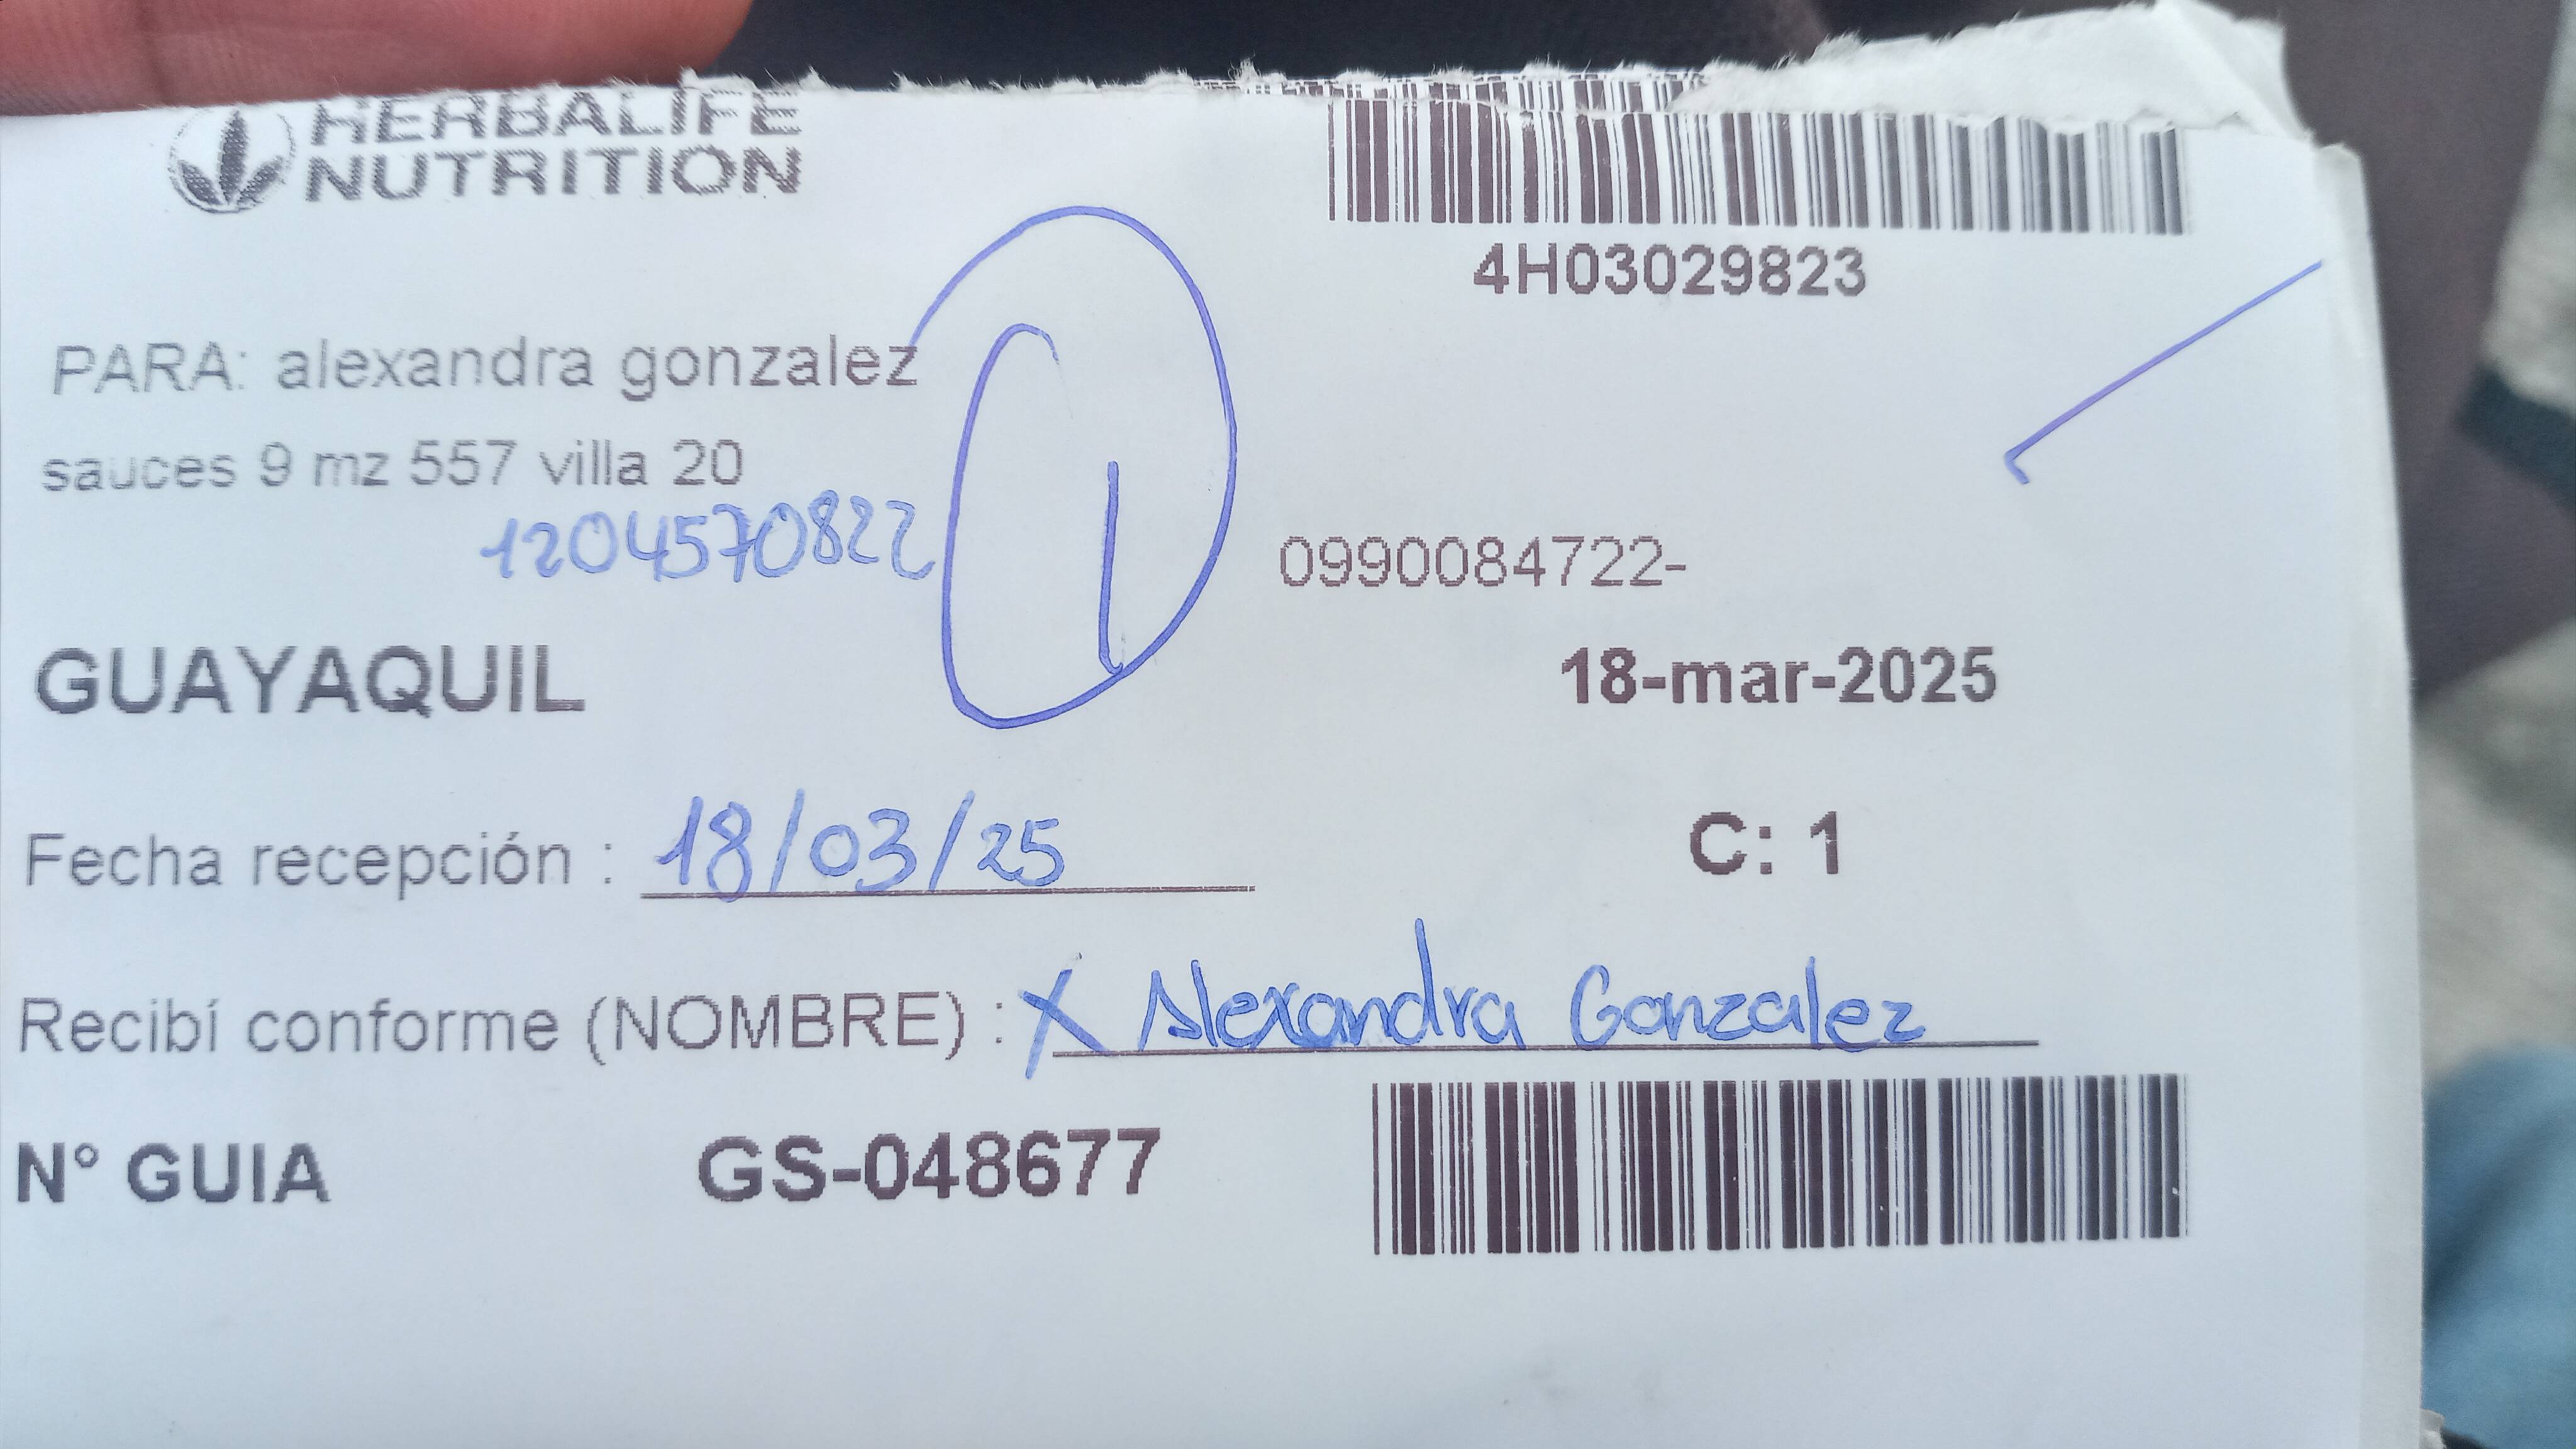 HERBALIFE
NUTRITION
4H03029823
PARA: alexandra gonzalez
sauces 9 mz 557 villa 20
1204570822
0990084722-
GUAYAQUIL
18-mar-2025
Fecha recepción : 18/03/25
C: 1
Recibí conforme (NOMBRE) : X Alexandra Gonzalez
N° GUIA GS-048677